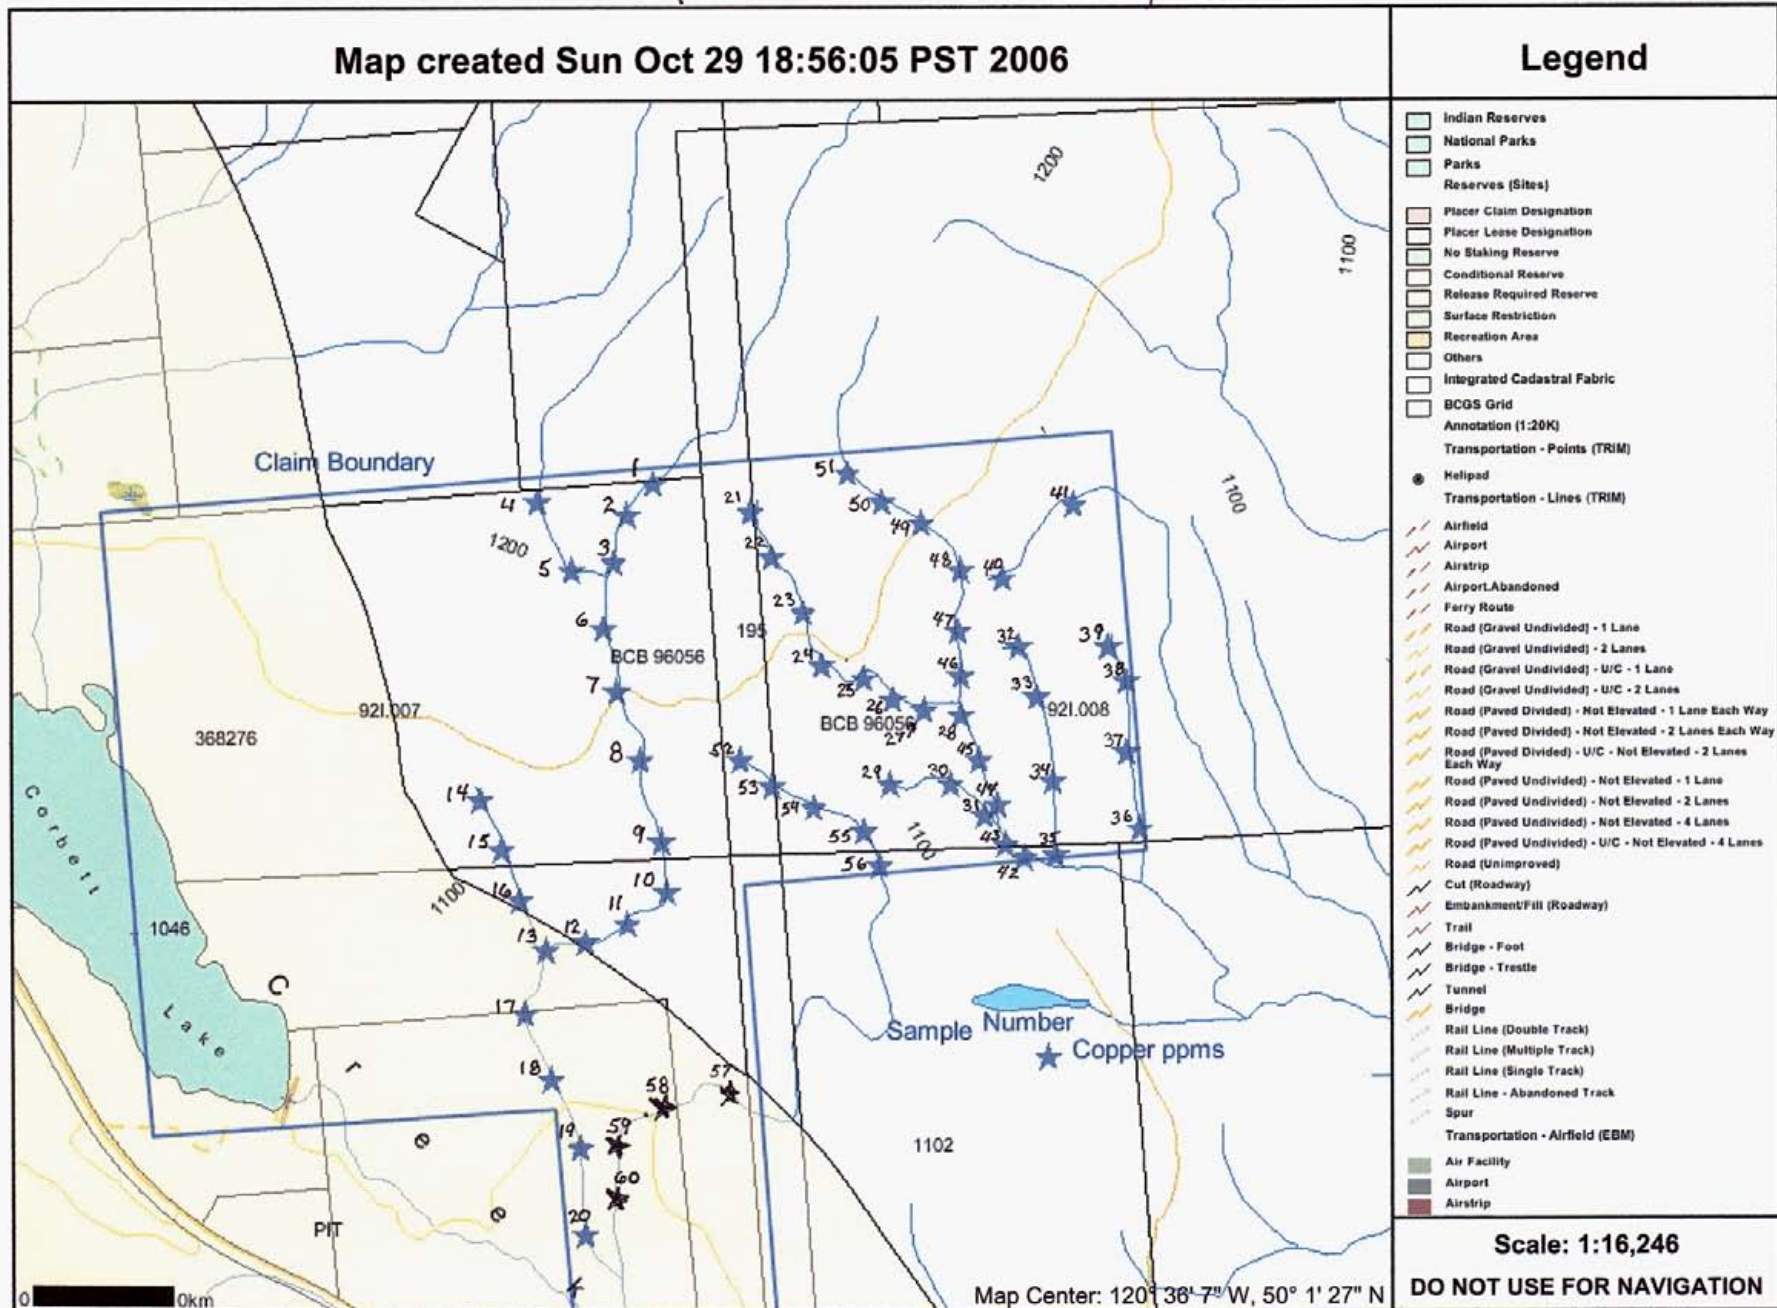 Map created Sun Oct 29 18:56:05 PST 2006
Legend
Indian Reserves
National Parks
Parks
Reserves (Sites)
Placer Claim Designation
Placer Lease Designation
No Staking Reserve
Conditional Reserve
Release Required Reserve
Surface Restriction
Recreation Area
Others
Integrated Cadastral Fabric
BCGS Grid
Annotation (1:20K)
Transportation - Points (TRIM)
Helipad
Transportation - Lines (TRIM)
Airfield
Airport
Airstrip
Airport.Abandoned
Ferry Route
Road (Gravel Undivided) - 1 Lane
Road (Gravel Undivided) - 2 Lanes
Road (Gravel Undivided) - U/C - 1 Lane
Road (Gravel Undivided) - U/C - 2 Lanes
Road (Paved Divided) - Not Elevated - 1 Lane Each Way
Road (Paved Divided) - Not Elevated - 2 Lanes Each Way
Road (Paved Divided) - U/C - Not Elevated - 2 Lanes
Each Way
Road (Paved Undivided) - Not Elevated - 1 Lane
Road (Paved Undivided) - Not Elevated - 2 Lanes
Road (Paved Undivided) - Not Elevated - 4 Lanes
Road (Paved Undivided) - U/C - Not Elevated - 4 Lanes
Road (Unimproved)
Cut (Roadway)
Embankment/Fill (Roadway)
Trail
Bridge - Foot
Bridge - Trestle
Tunnel
Bridge
Rail Line (Double Track)
Rail Line (Multiple Track)
Rail Line (Single Track)
Rail Line - Abandoned Track
Spur
Transportation - Airfield (EBM)
Air Facility
Airport
Airstrip
Scale: 1:16,246
DO NOT USE FOR NAVIGATION
1200
1100
Claim Boundary
1
51
4
2
21
50
41
1100
49
1200
3
22
5
48
40
23
6
195
47
32
39
BCB 96056
24
46
38
7
25
33
92I.007
26
BCB 96056
92I.008
27
28
368276
8
52
45
37
53
29
30
34
14
54
31
44
36
15
9
55
1100
43
35
56
42
10
1100
16
11
1046
13
12
Corbett
Lake
C
r
e
e
k
17
Sample Number
Copper ppms
18
58
57
19
59
1102
60
20
PIT
0
0km
Map Center: 120° 36' 7" W, 50° 1' 27" N